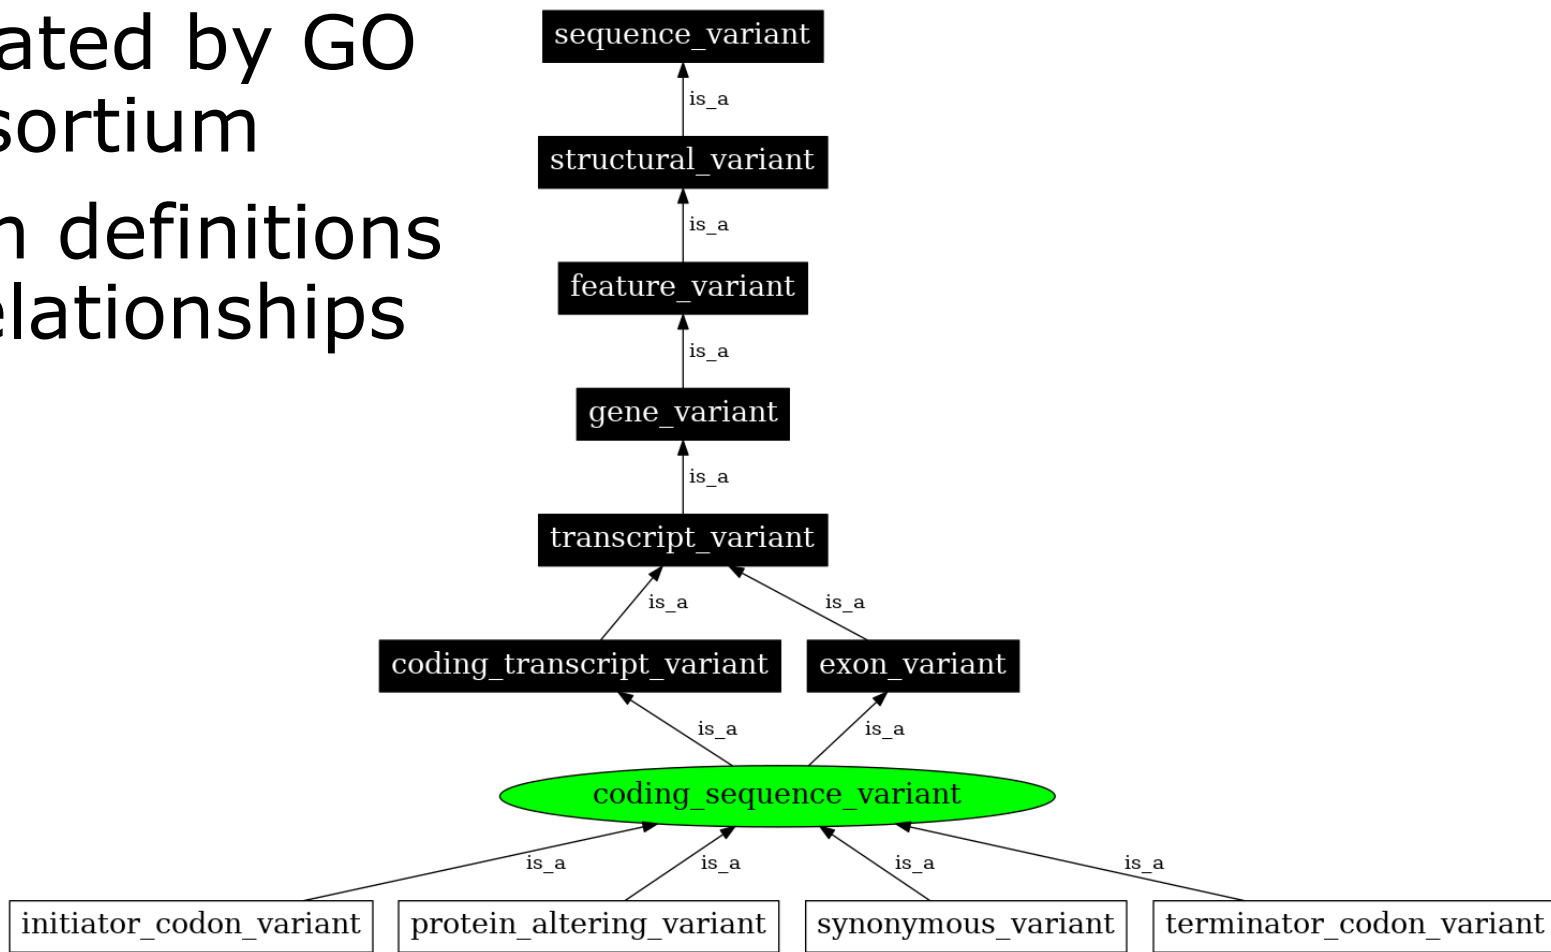 ated by GO
sortium
n definitions
elationships
sequence_variant
is_a
structural_variant
is_a
feature_variant
is_a
gene_variant
is_a
transcript_variant
is_a
is_a
coding_transcript_variant
exon_variant
is_a
is_a
coding_sequence_variant
is_a
is_a
is_a
is_a
initiator_codon_variant
protein_altering_variant
synonymous_variant
terminator_codon_variant